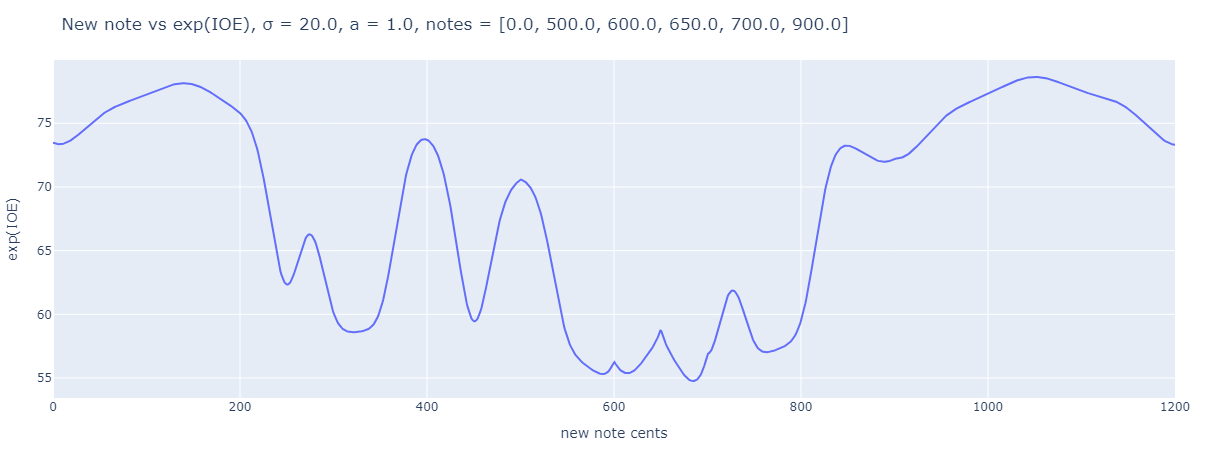 New note vs exp(IOE), σ = 20.0, a = 1.0, notes = [0.0, 500.0, 600.0, 650.0, 700.0, 900.0]
exp(IOE)
75
70
65
60
55
0 200 400 600 800 1000 1200
new note cents